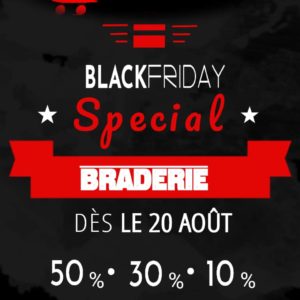 BLACKFRIDAY
Special
BRADERIE
DÈS LE 20 AOÛT
50 % • 30 % • 10 %